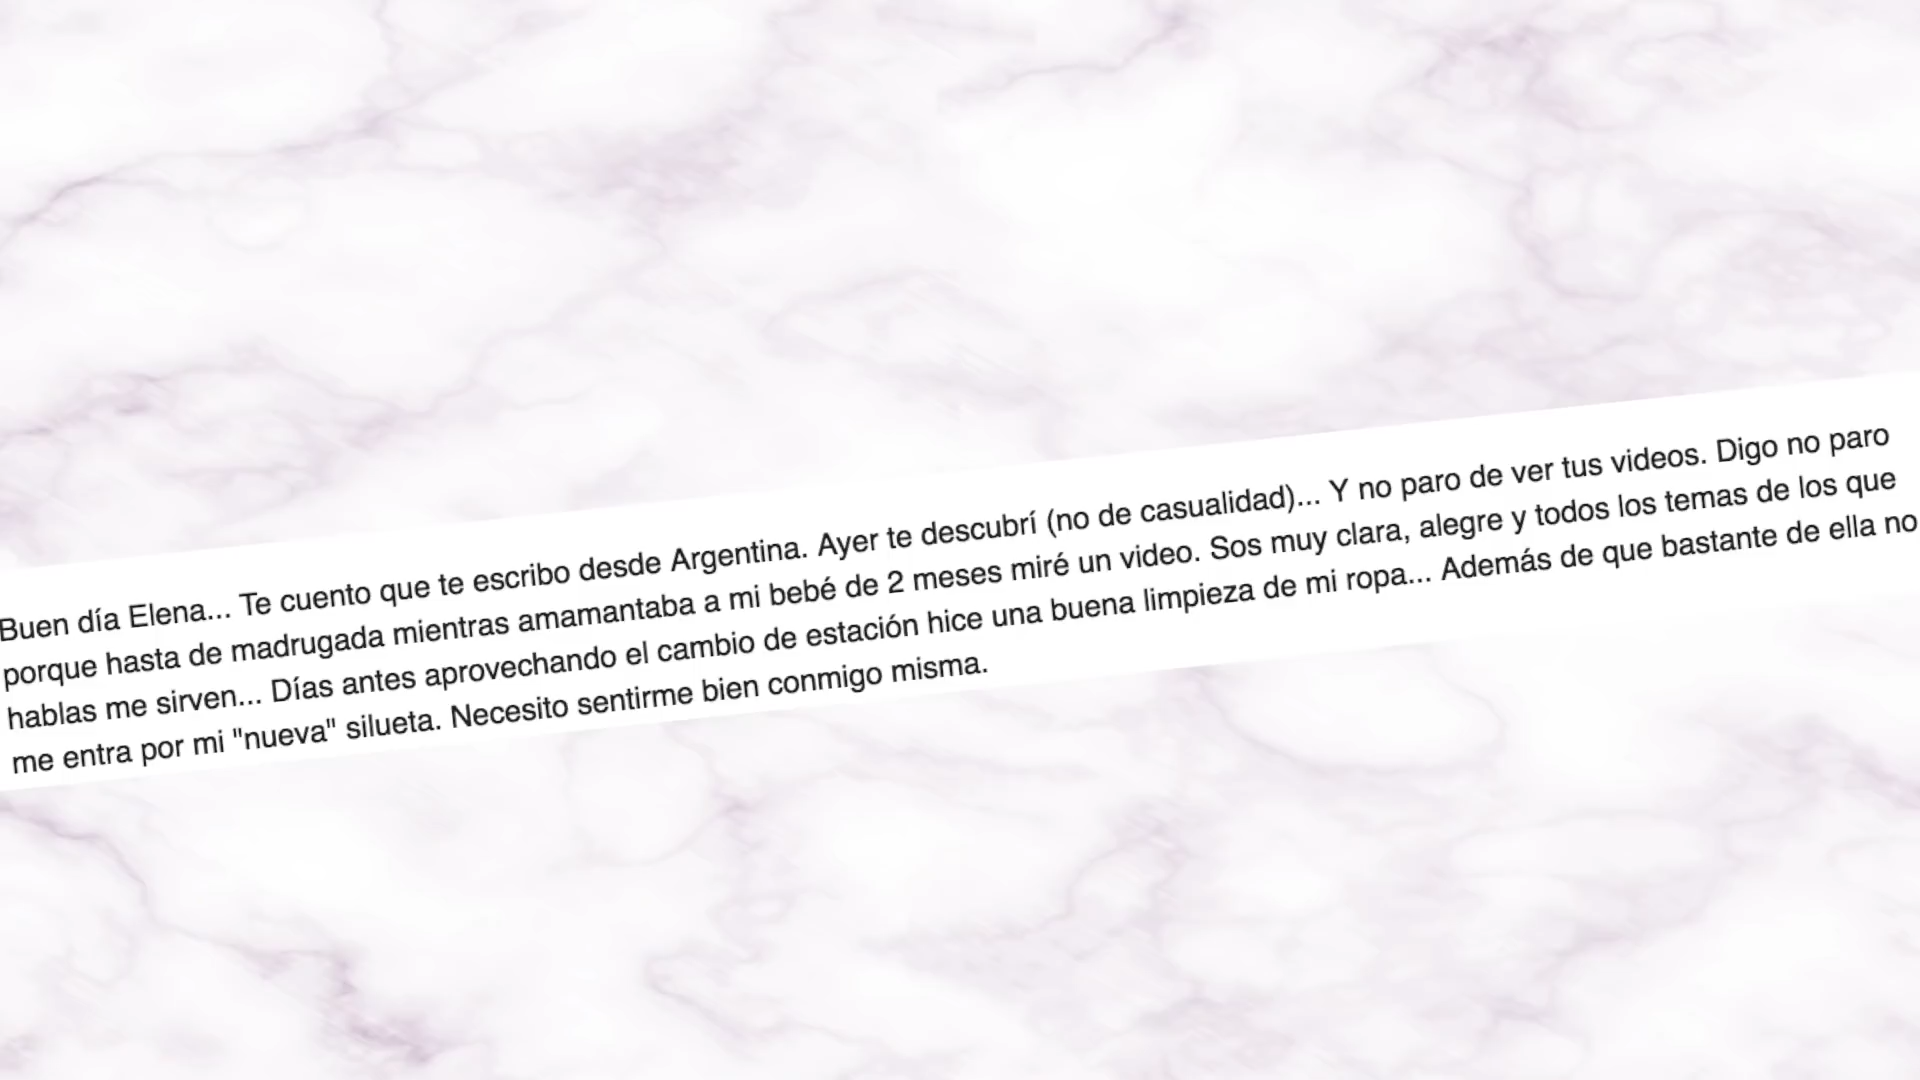 Buen día Elena... Te cuento que te escribo desde Argentina. Ayer te descubrí (no de casualidad)... Y no paro de ver tus videos. Digo no paro
porque hasta de madrugada mientras amamantaba a mi bebé de 2 meses miré un video. Sos muy clara, alegre y todos los temas de los que
hablas me sirven... Días antes aprovechando el cambio de estación hice una buena limpieza de mi ropa... Además de que bastante de ella no
me entra por mi "nueva" silueta. Necesito sentirme bien conmigo misma.